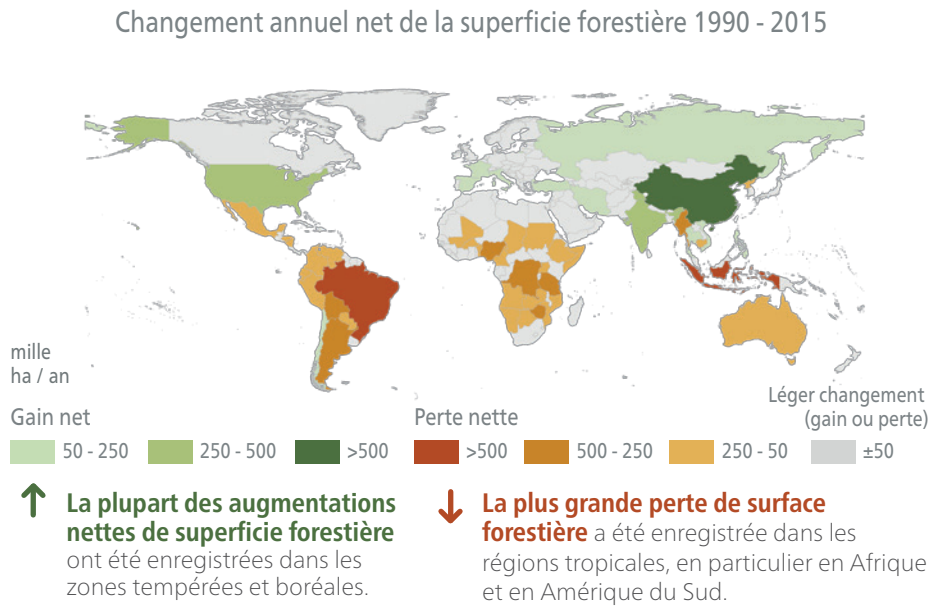 Changement annuel net de la superficie forestière 1990 - 2015
mille
ha / an
Gain net
50 - 250
250 - 500
>500
Perte nette
>500
500 - 250
250 - 50
Léger changement
(gain ou perte)
±50
La plupart des augmentations
nettes de superficie forestière
ont été enregistrées dans les
zones tempérées et boréales.
La plus grande perte de surface
forestière a été enregistrée dans les
régions tropicales, en particulier en Afrique
et en Amérique du Sud.